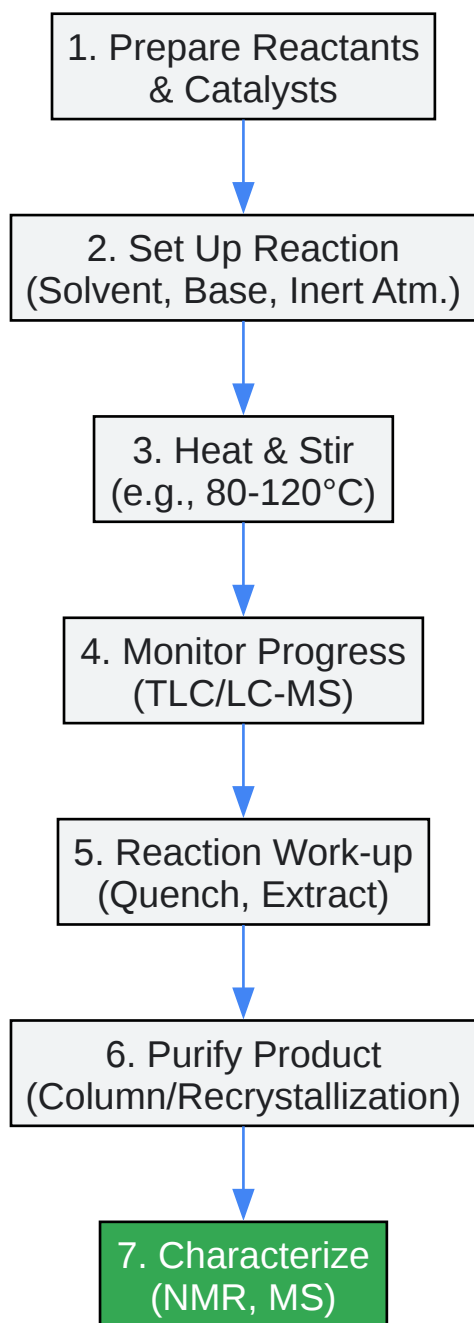 1. Prepare Reactants
& Catalysts
2. Set Up Reaction
(Solvent, Base, Inert Atm.)
3. Heat & Stir
(e.g., 80-120°C)
4. Monitor Progress
(TLC/LC-MS)
5. Reaction Work-up
(Quench, Extract)
6. Purify Product
(Column/Recrystallization)
7. Characterize
(NMR, MS)